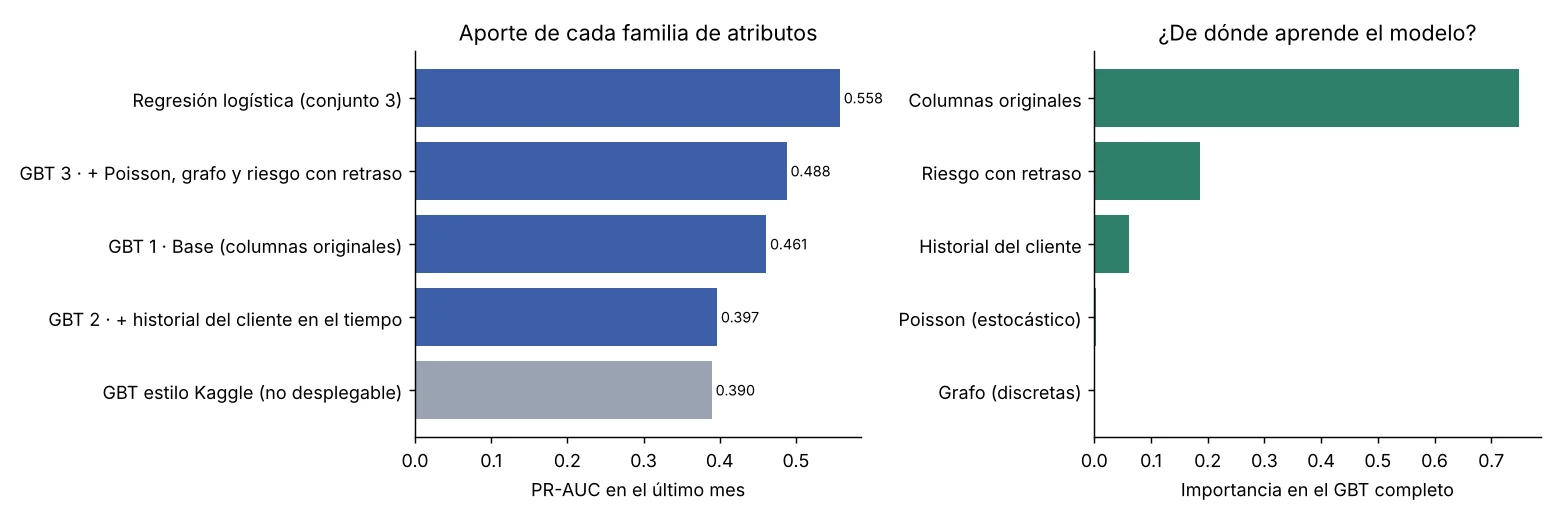 Aporte de cada familia de atributos
Regresión logística (conjunto 3)
0.558
GBT 3 · + Poisson, grafo y riesgo con retraso
0.488
GBT 1 · Base (columnas originales)
0.461
GBT 2 · + historial del cliente en el tiempo
0.397
GBT estilo Kaggle (no desplegable)
0.390
0.0 0.1 0.2 0.3 0.4 0.5
PR-AUC en el último mes
¿De dónde aprende el modelo?
Columnas originales
Riesgo con retraso
Historial del cliente
Poisson (estocástico)
Grafo (discretas)
0.0 0.1 0.2 0.3 0.4 0.5 0.6 0.7
Importancia en el GBT completo